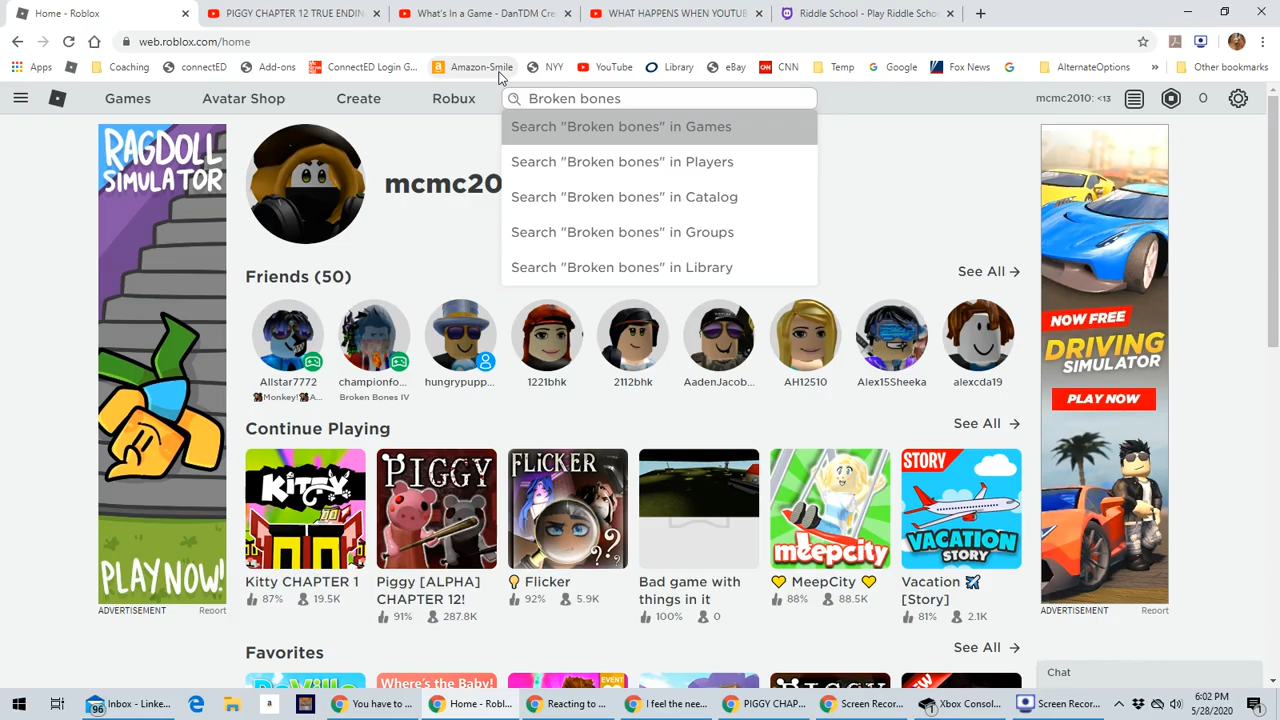 Home - Roblox
PIGGY CHAPTER 12 TRUE ENDIN
What's In a Game - DanTDM Cre
WHAT HAPPENS WHEN YOUTUB
Riddle School - Play Riddle Scho
web.roblox.com/home
Apps
Coaching
connectED
Add-ons
ConnectED Login G...
Amazon-Smile
NYY
YouTube
Library
eBay
CNN
Temp
Google
Fox News
AlternateOptions
»
Other bookmarks
Games
Avatar Shop
Create
Robux
Broken bones
mcmc2010: <13
0
Search "Broken bones" in Games
Search "Broken bones" in Players
Search "Broken bones" in Catalog
Search "Broken bones" in Groups
Search "Broken bones" in Library
RAGDOLL
SIMULATOR
PLAY NOW!
ADVERTISEMENT
Report
mcmc20
Friends (50)
See All →
Allstar7772
Monkey! A...
championfo...
Broken Bones IV
hungrypupp...
1221bhk
2112bhk
AadenJacob...
AH12510
Alex15Sheeka
alexcda19
Continue Playing
See All →
KITTY
Kitty CHAPTER 1
87% 19.5K
PIGGY
Piggy [ALPHA]
CHAPTER 12!
91% 287.8K
FLICKER
??
💡 Flicker
92% 5.9K
Bad game with
things in it
100% 0
meepcity
💛 MeepCity 💛
88% 88.5K
STORY
VACATION
STORY
Vacation ✈️
[Story]
81% 2.1K
Favorites
See All →
Where's the Baby!
EVENT
NEW
NOW FREE
DRIVING
SIMULATOR
PLAY NOW
ADVERTISEMENT
Report
Chat
96
Inbox - Linke...
You have to ...
Home - Robl...
acting to ...
I feel the nee...
PIGGY CHAP...
Screen Recor...
Xbox Consol...
Screen Recor...
6:02 PM
5/28/2020
1